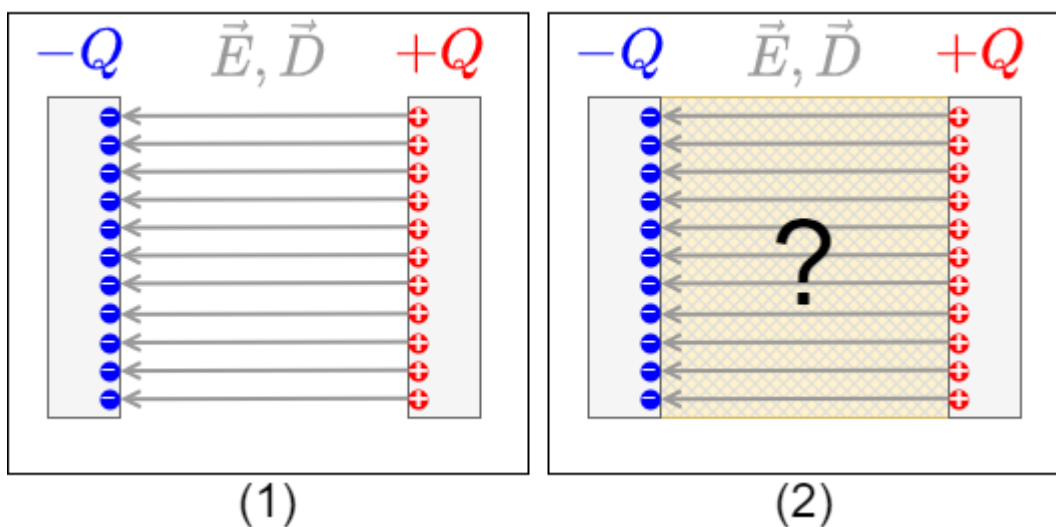 −Q E⃗, D⃗ +Q
−Q E⃗, D⃗ +Q
?
(1) (2)